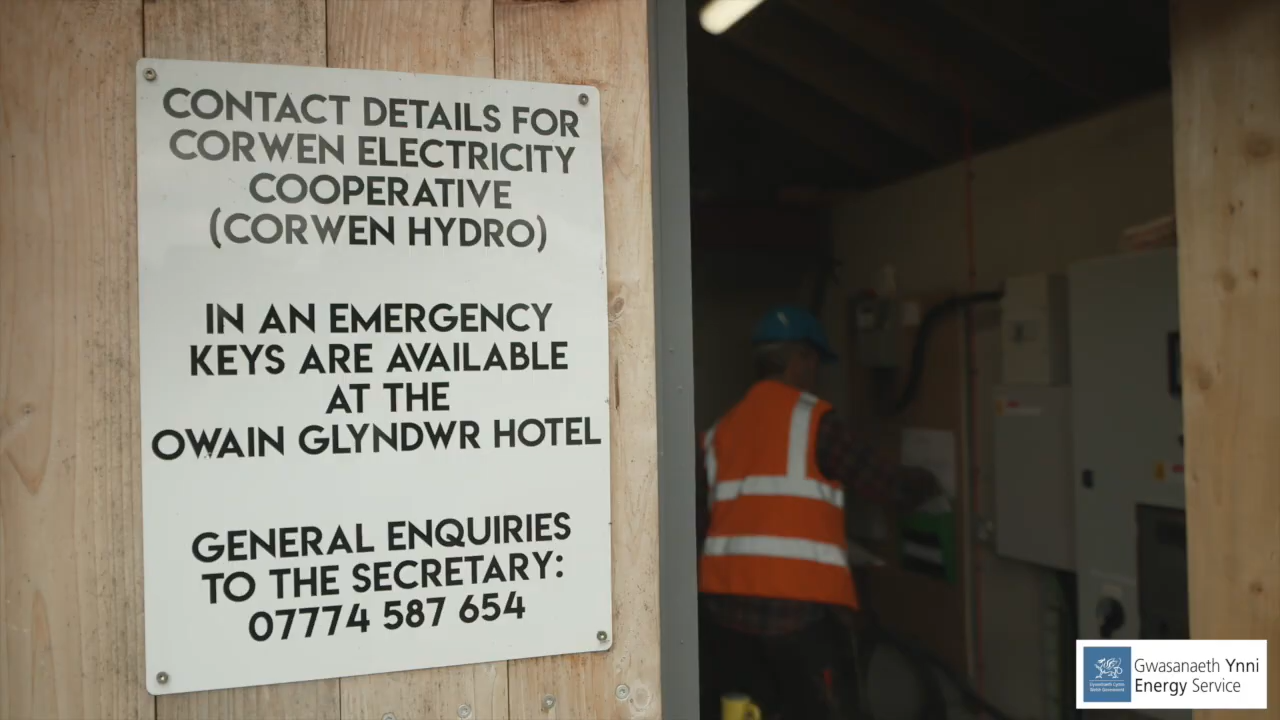 CONTACT DETAILS FOR
CORWEN ELECTRICITY
COOPERATIVE
(CORWEN HYDRO)
IN AN EMERGENCY
KEYS ARE AVAILABLE
AT THE
OWAIN GLYNDWR HOTEL
GENERAL ENQUIRIES
TO THE SECRETARY:
07774 587 654
Gwasanaeth Ynni
Energy Service